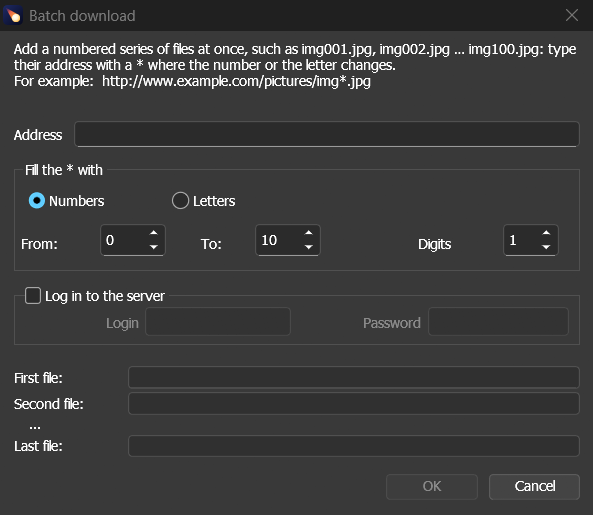 Batch download
Add a numbered series of files at once, such as img001.jpg, img002.jpg ... img100.jpg: type
their address with a * where the number or the letter changes.
For example:  http://www.example.com/pictures/img*.jpg
Address
Fill the * with
Numbers Letters
From: 0 To: 10 Digits 1
Log in to the server
Login Password
First file:
Second file:
...
Last file:
OK Cancel